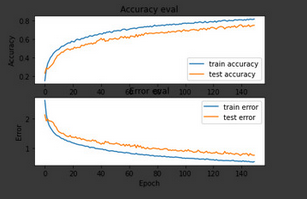 Accuracy eval
0.8
0.6
0.4
0.2
Accuracy
train accuracy
test accuracy
0 20 40 60 80 100 120 140
Error eval
2
1
Error
train error
test error
0 20 40 60 80 100 120 140
Epoch